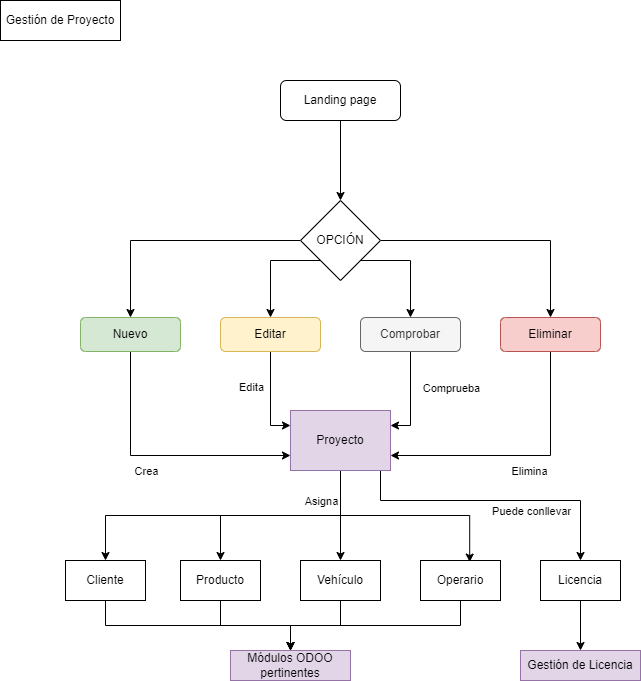 Gestión de Proyecto
Landing page
OPCIÓN
Nuevo
Editar
Comprobar
Eliminar
Edita
Comprueba
Proyecto
Crea
Elimina
Asigna
Puede conllevar
Cliente
Producto
Vehículo
Operario
Licencia
Módulos ODOO
pertinentes
Gestión de Licencia